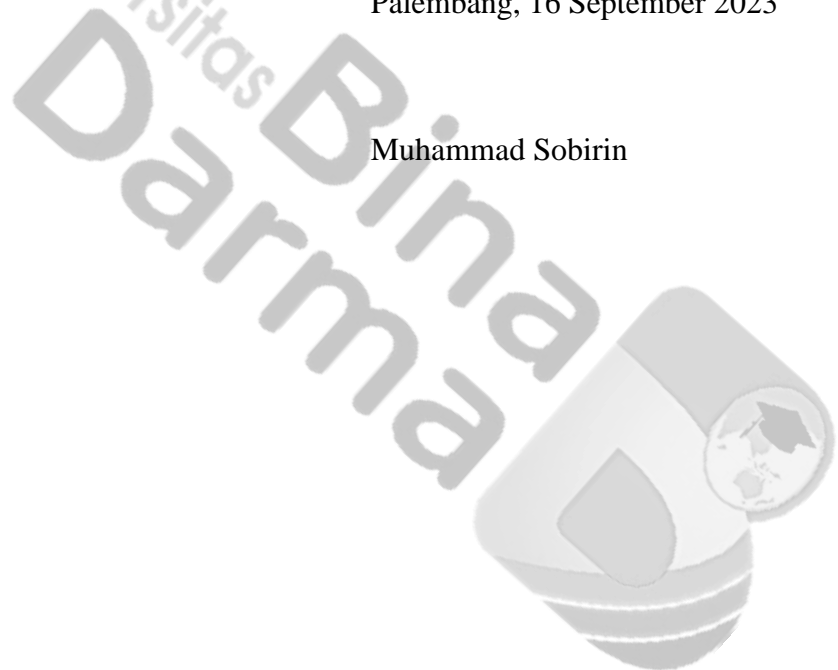 Palembang, 16 September 2023
Muhammad Sobirin
sitas
Bina
Darma